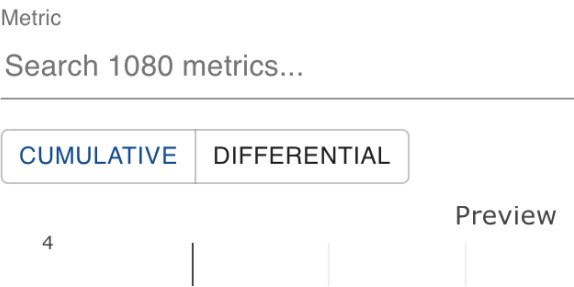 Metric
Search 1080 metrics...
CUMULATIVE DIFFERENTIAL
Preview
4